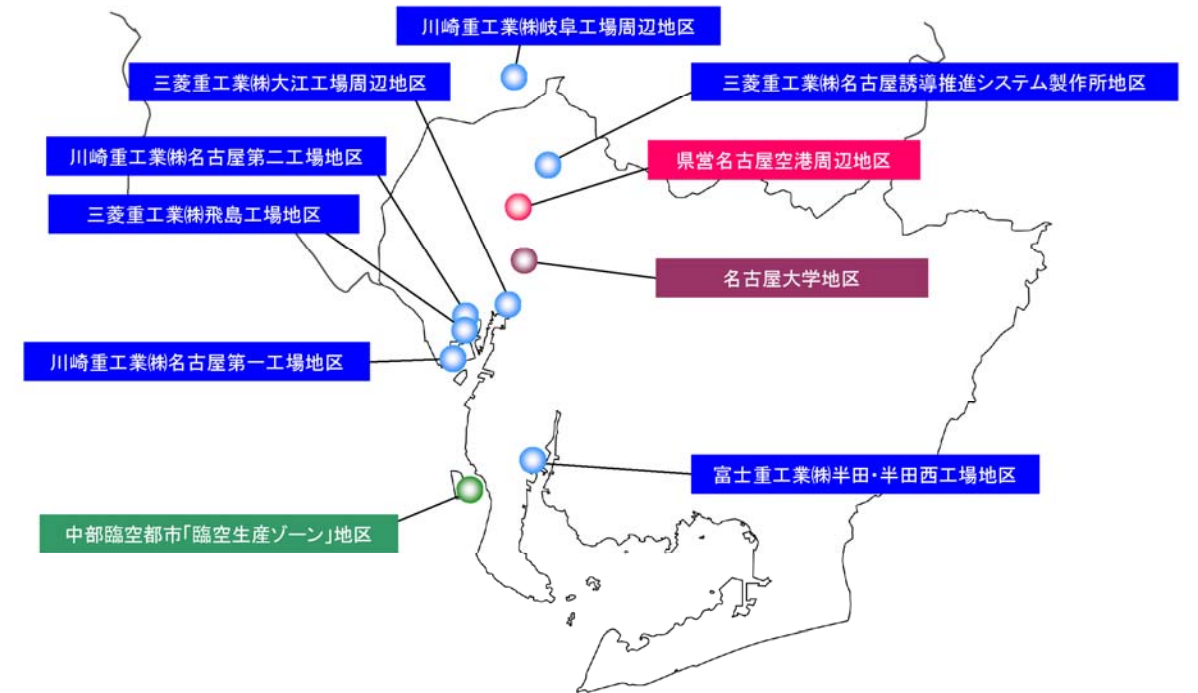 川崎重工業㈱岐阜工場周辺地区
三菱重工業㈱大江工場周辺地区
三菱重工業㈱名古屋誘導推進システム製作所地区
川崎重工業㈱名古屋第二工場地区
県営名古屋空港周辺地区
三菱重工業㈱飛島工場地区
名古屋大学地区
川崎重工業㈱名古屋第一工場地区
富士重工業㈱半田・半田西工場地区
中部臨空都市｢臨空生産ゾーン｣地区